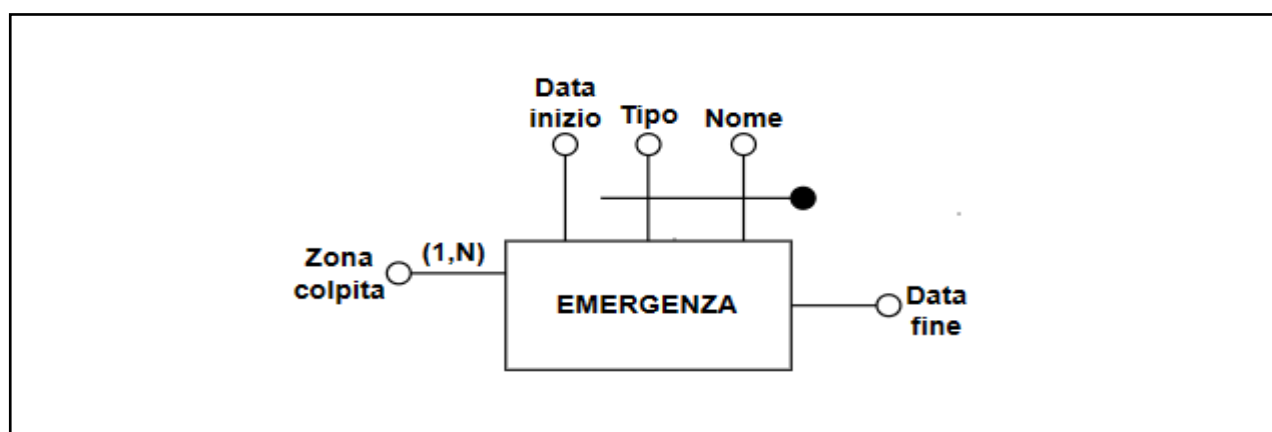 Data
inizio
Tipo
Nome
Zona
colpita
(1,N)
EMERGENZA
Data
fine